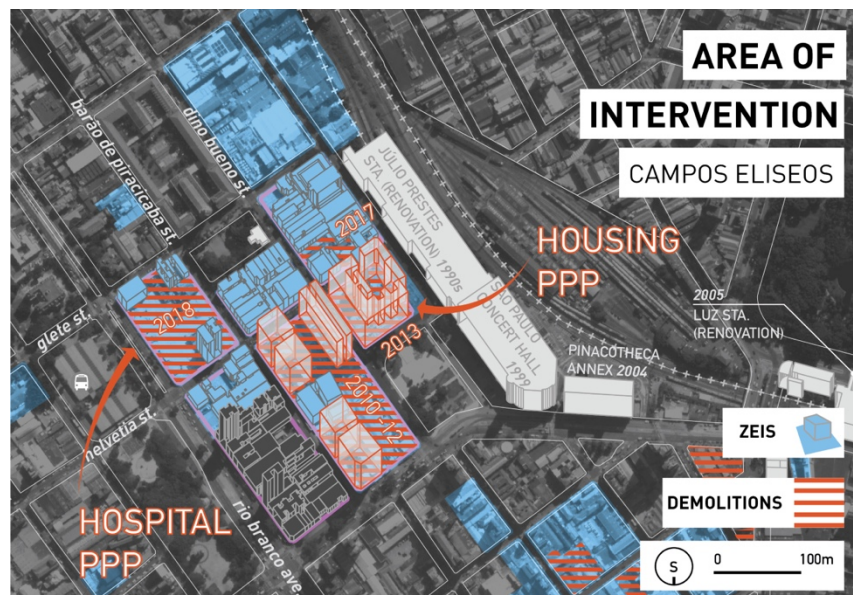 AREA OF
INTERVENTION
CAMPOS ELISEOS
barão de piracicaba st.
dino bueno st.
JÚLIO PRESTES
STA. (RENOVATION) 1990s
SÃO PAULO
CONCERT HALL
1999
2017
HOUSING
PPP
2018
2013
2010-12
glete st.
helvetia st.
rio branco ave.
HOSPITAL
PPP
2005
LUZ STA.
(RENOVATION)
PINACOTHECA
ANNEX 2004
ZEIS
DEMOLITIONS
S
0
100m